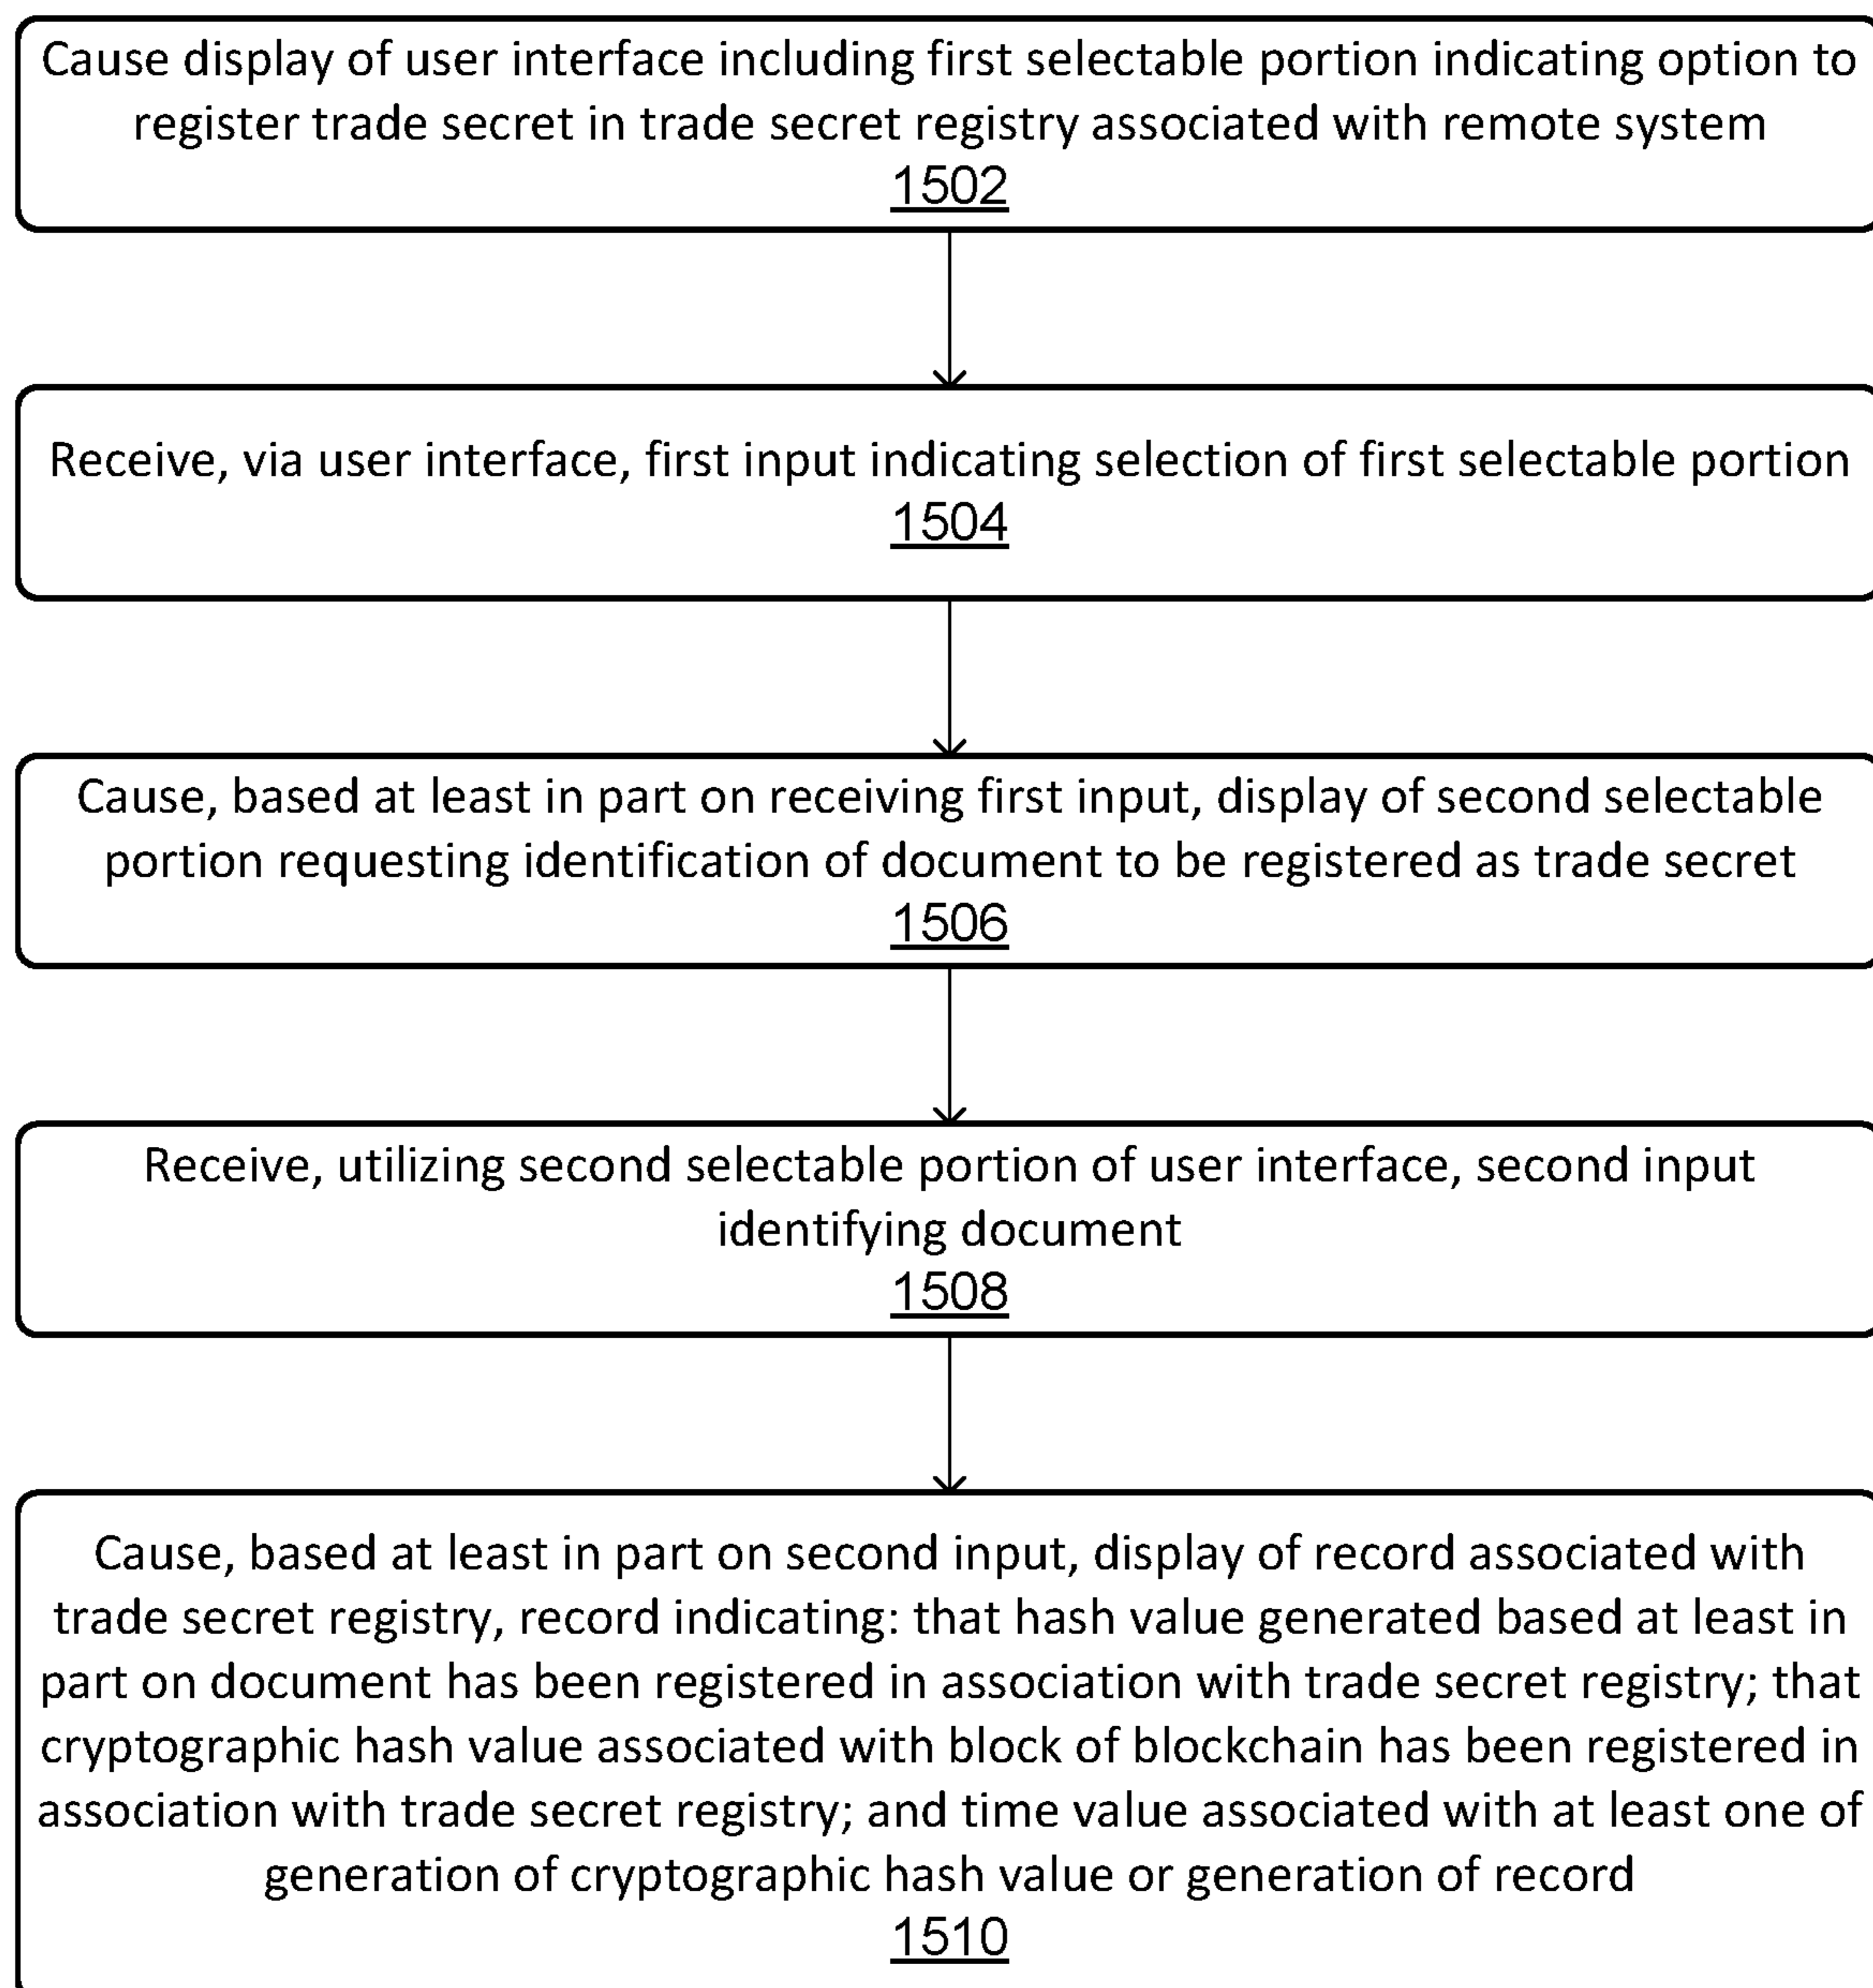 Cause display of user interface including first selectable portion indicating option to
register trade secret in trade secret registry associated with remote system
1502
Receive, via user interface, first input indicating selection of first selectable portion
1504
Cause, based at least in part on receiving first input, display of second selectable
portion requesting identification of document to be registered as trade secret
1506
Receive, utilizing second selectable portion of user interface, second input
identifying document
1508
Cause, based at least in part on second input, display of record associated with
trade secret registry, record indicating: that hash value generated based at least in
part on document has been registered in association with trade secret registry; that
cryptographic hash value associated with block of blockchain has been registered in
association with trade secret registry; and time value associated with at least one of
generation of cryptographic hash value or generation of record
1510